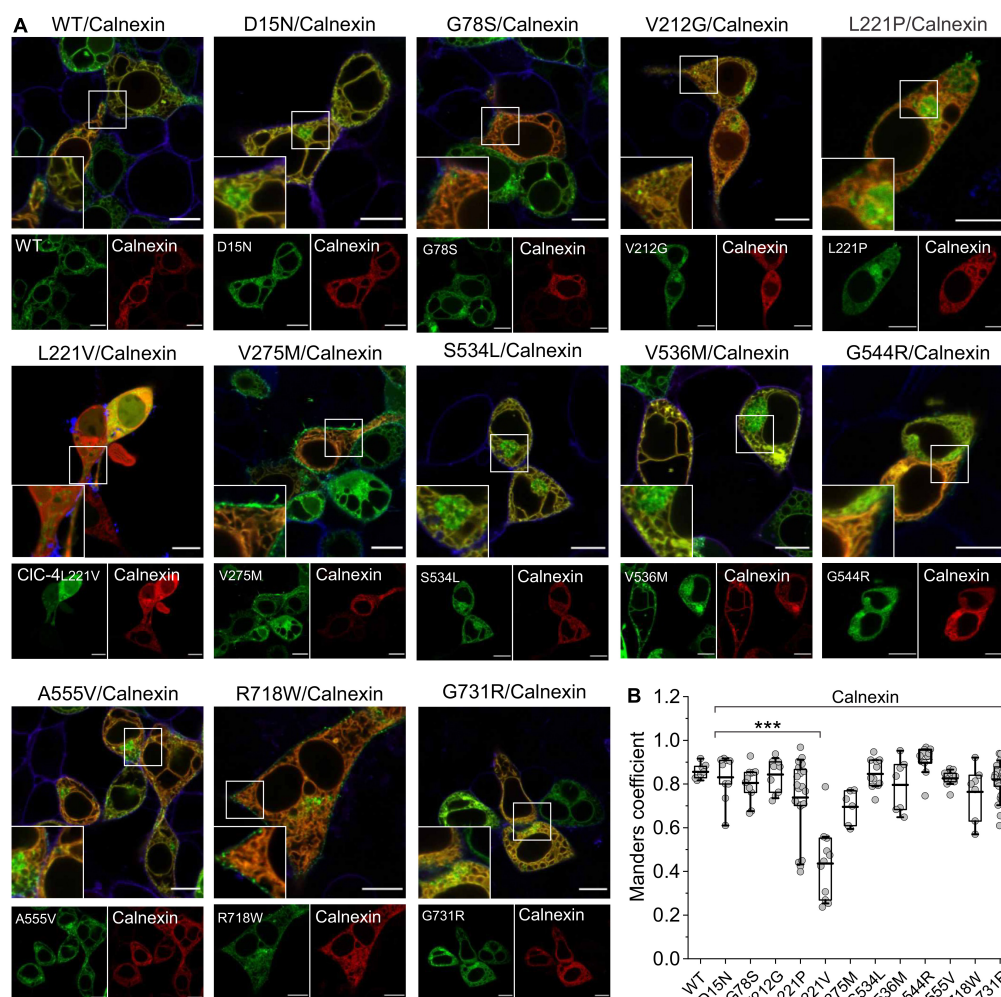 A
WT/Calnexin
D15N/Calnexin
G78S/Calnexin
V212G/Calnexin
L221P/Calnexin
WT
Calnexin
D15N
Calnexin
G78S
Calnexin
V212G
Calnexin
L221P
Calnexin
L221V/Calnexin
V275M/Calnexin
S534L/Calnexin
V536M/Calnexin
G544R/Calnexin
ClC-4L221V
Calnexin
V275M
Calnexin
S534L
Calnexin
V536M
Calnexin
G544R
Calnexin
A555V/Calnexin
R718W/Calnexin
G731R/Calnexin
A555V
Calnexin
R718W
Calnexin
G731R
Calnexin
B
Calnexin
***
Manders coefficient
1.2
1.0
0.8
0.6
0.4
0.2
0.0
WT
D15N
G78S